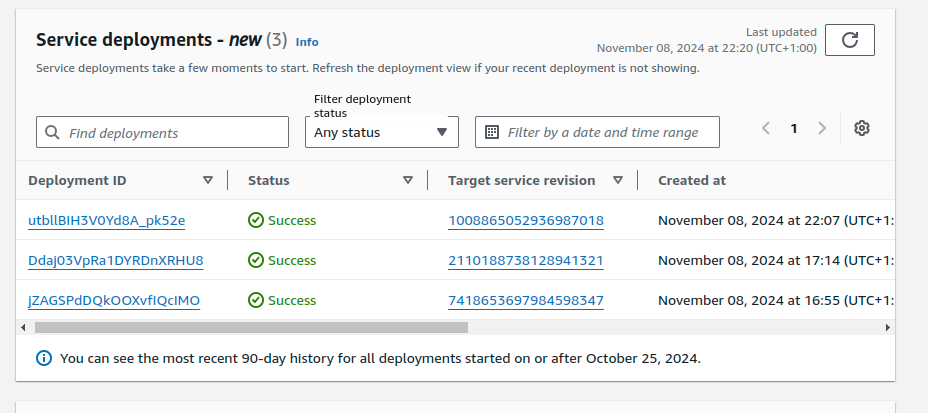 Service deployments - new (3) Info
Last updated
November 08, 2024 at 22:20 (UTC+1:00)
Service deployments take a few moments to start. Refresh the deployment view if your recent deployment is not showing.
Filter deployment
status
Find deployments
Any status
Filter by a date and time range
1
Deployment ID Status Target service revision Created at
utbllBIH3V0Yd8A_pk52e Success 1008865052936987018 November 08, 2024 at 22:07 (UTC+1:
Ddaj03VpRa1DYRDnXRHU8 Success 2110188738128941321 November 08, 2024 at 17:14 (UTC+1:
JZAGSPdDQkOOXvfIQcIMO Success 7418653697984598347 November 08, 2024 at 16:55 (UTC+1:
You can see the most recent 90-day history for all deployments started on or after October 25, 2024.